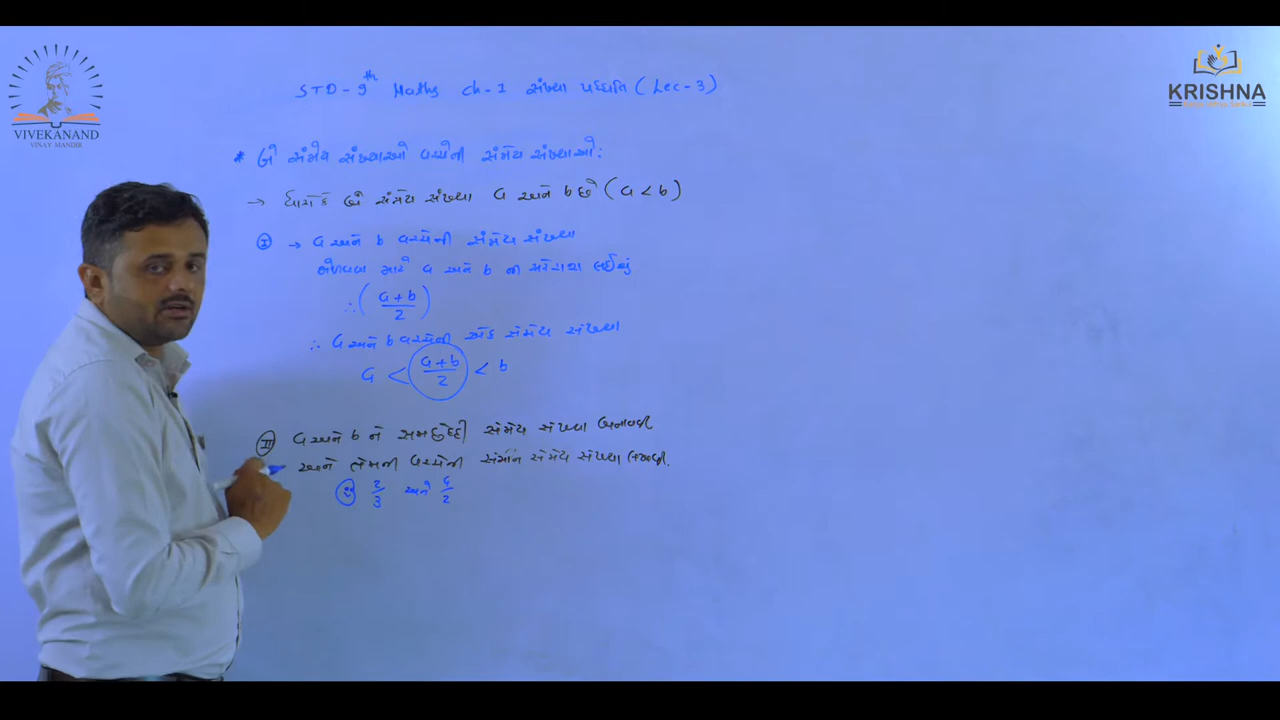 VIVEKANAND
VINAY MANDIR
KRISHNA
STD - 9th Maths ch-1 સંખ્યા પદ્ધતિ (Lec-3)
* બે સંમેય સંખ્યાઓ વચ્ચેની સંમેય સંખ્યાઓ:
→ ધારોકે બે સંમેય સંખ્યા a અને b છે (a < b)
I → a અને b વચ્ચેની સંમેય સંખ્યા
મેળવવા માટે a અને b ની સરેરાશ લઈશું
∴ (a+b/2)
∴ a અને b વચ્ચેની એક સંમેય સંખ્યા
a < a+b/2 < b
II a અને b ને સમચ્છેદી સંમેય સંખ્યા બનાવવી
અને તેમની વચ્ચેની સંમેય સંખ્યા લખવી.
2/3 અને 5/2